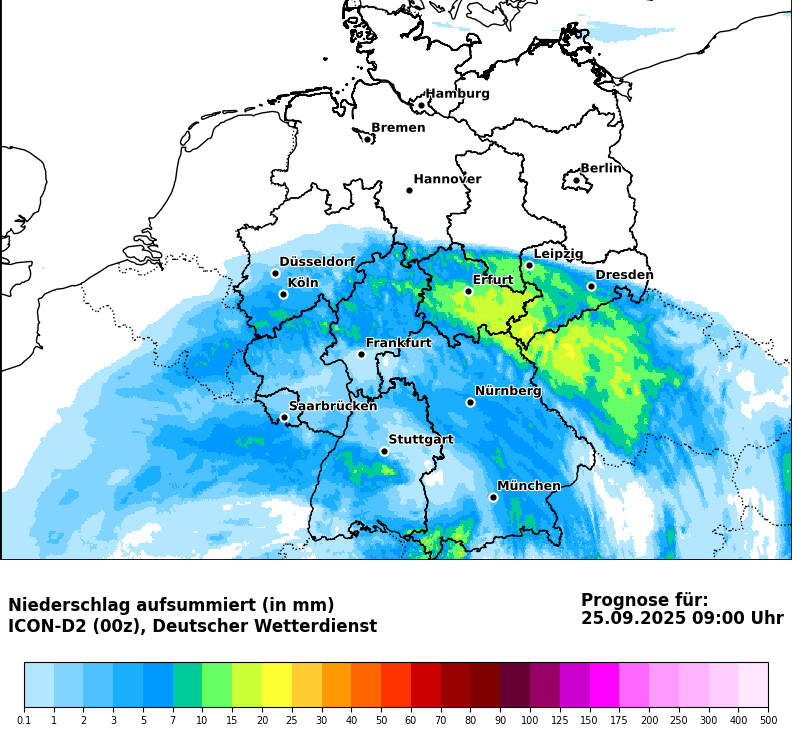 Hamburg
Bremen
Berlin
Hannover
Leipzig
Düsseldorf
Dresden
Köln
Erfurt
Frankfurt
Nürnberg
Saarbrücken
Stuttgart
München
Niederschlag aufsummiert (in mm)
ICON-D2 (00z), Deutscher Wetterdienst
Prognose für:
25.09.2025 09:00 Uhr
0.1 1 2 3 5 7 10 15 20 25 30 40 50 60 70 80 90 100 125 150 175 200 250 300 400 500